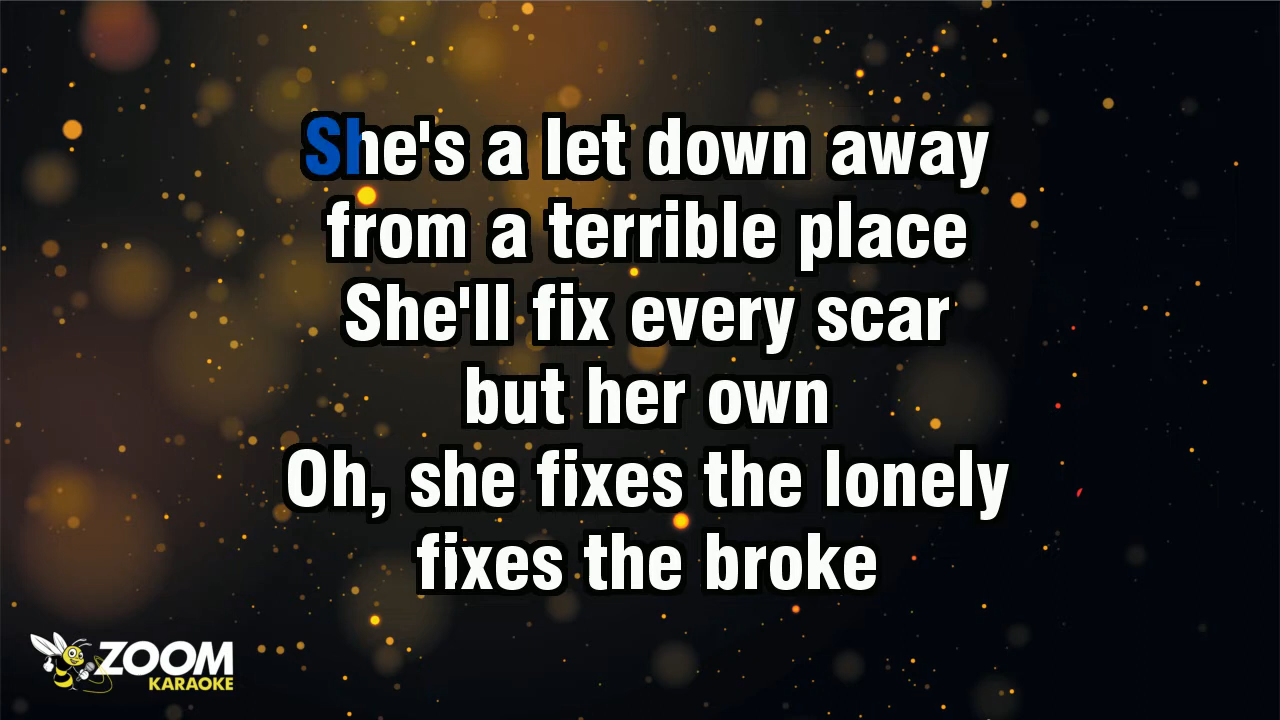 She's a let down away
from a terrible place
She'll fix every scar
but her own
Oh, she fixes the lonely
fixes the broke
ZOOM
KARAOKE